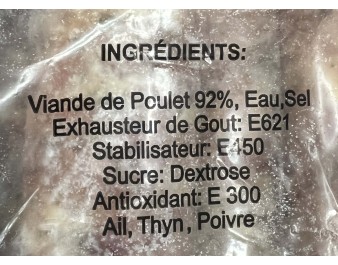 INGRÉDIENTS:
Viande de Poulet 92%, Eau,Sel
Exhausteur de Gout: E621
Stabilisateur: E450
Sucre: Dextrose
Antioxidant: E 300
Ail, Thyn, Poivre